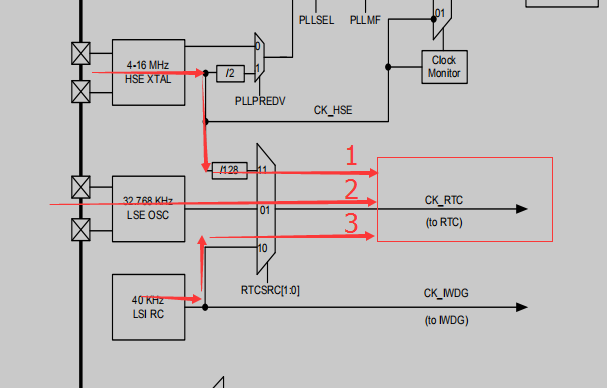 PLLSEL PLLMF
01
0
4-16 MHz
HSE XTAL
/2
1
Clock
Monitor
PLLPREDV
CK_HSE
1
/128
11
2
32.768 KHz
LSE OSC
01
CK_RTC
(to RTC)
3
10
RTCSRC[1:0]
40 KHz
LSI RC
CK_IWDG
(to IWDG)